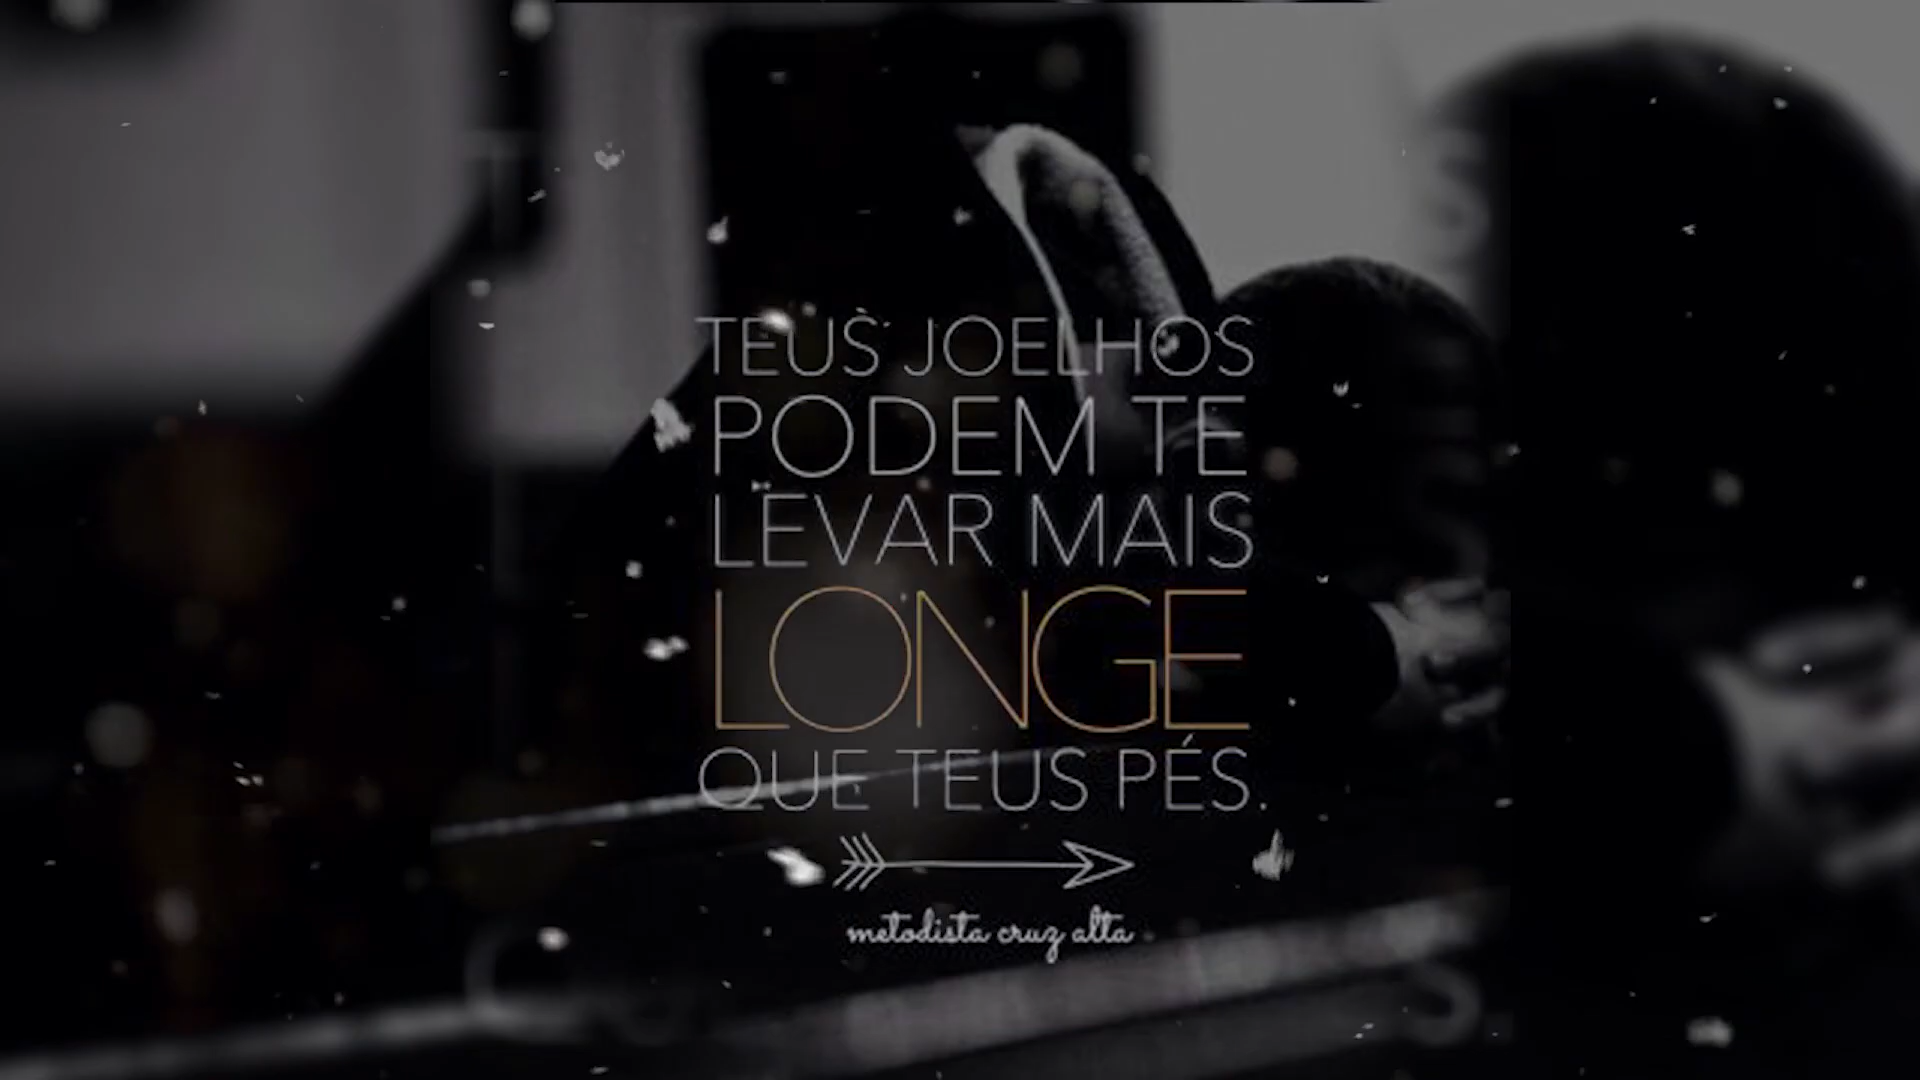 TEUS JOELHOS
PODEM TE
LEVAR MAIS
LONGE
QUE TEUS PÉS.
metodista cruz alta